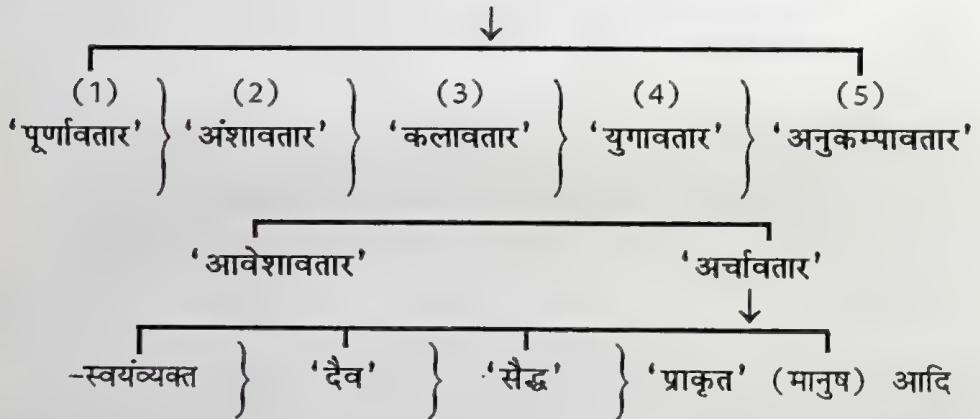 (1) (2) (3) (4) (5)
‘पूर्णावतार’ ‘अंशावतार’ ‘कलावतार’ ‘युगावतार’ ‘अनुकम्पावतार’
‘आवेशावतार’ ‘अर्चावतार’
-स्वयंव्यक्त ‘दैव’ ‘सैद्ध’ ‘प्राकृत’ (मानुष) आदि